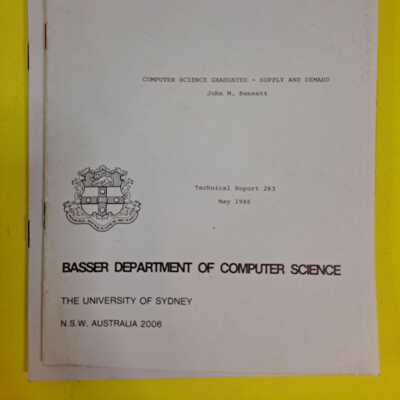 COMPUTER SCIENCE GRADUATES - SUPPLY AND DEMAND
John M. Bennett
Technical Report 283
May 1986
BASSER DEPARTMENT OF COMPUTER SCIENCE
THE UNIVERSITY OF SYDNEY
N.S.W. AUSTRALIA 2006